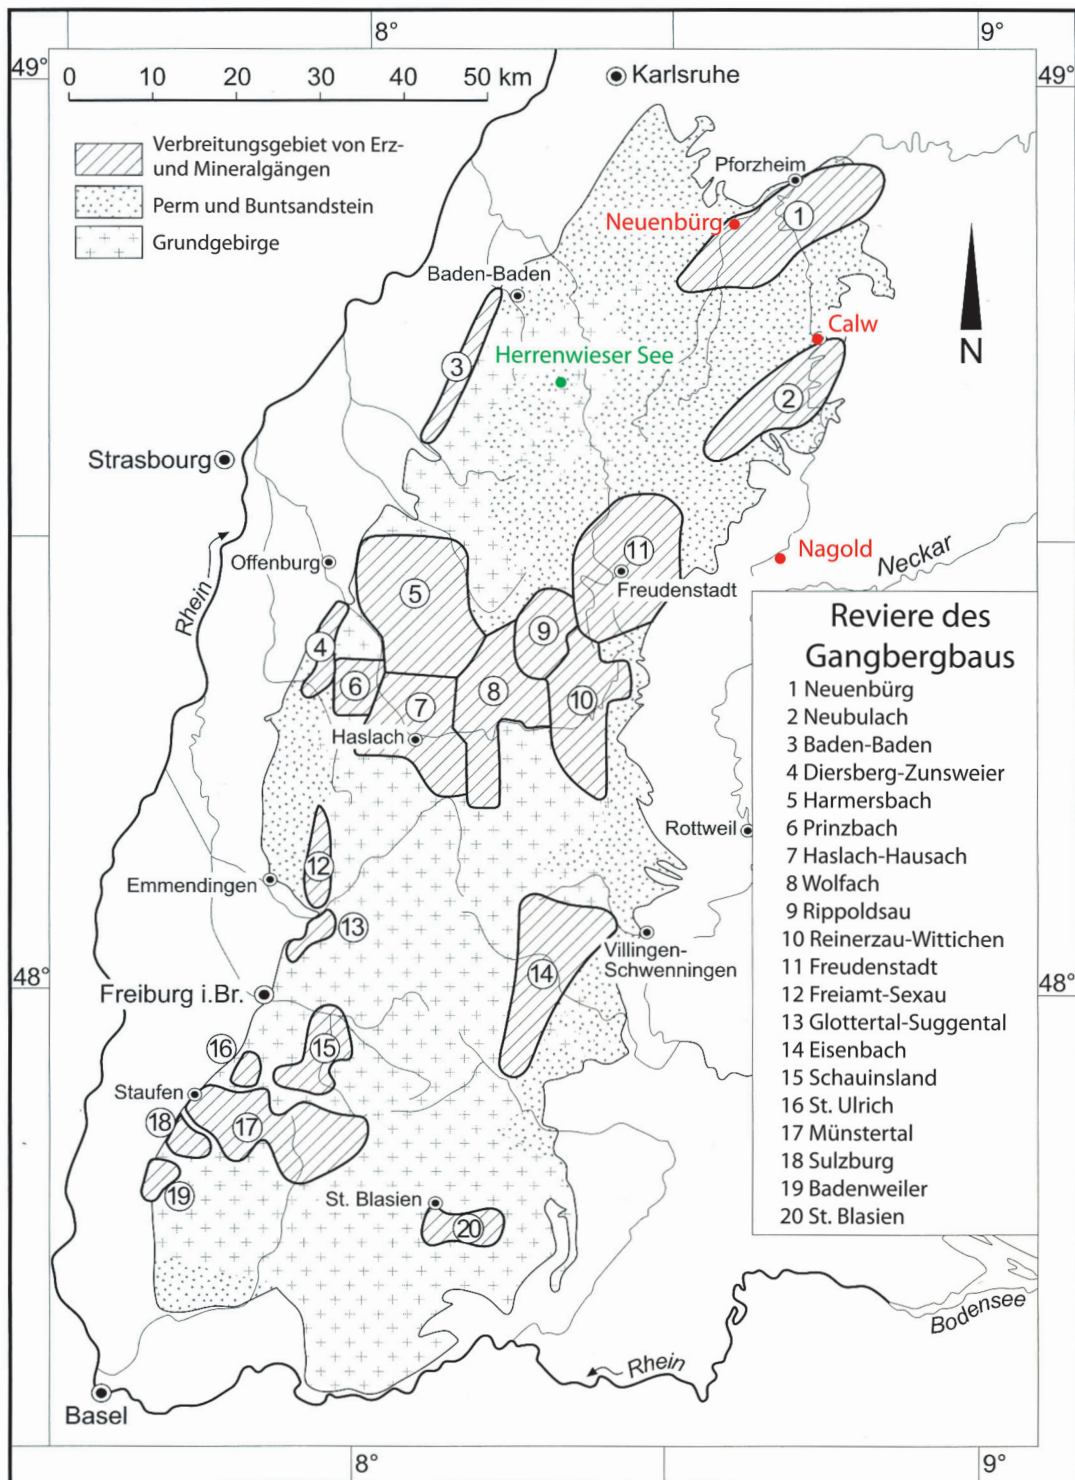 8°
9°
49°
49°
0 10 20 30 40 50 km
Karlsruhe
Verbreitungsgebiet von Erz-
und Mineralgängen
Perm und Buntsandstein
Grundgebirge
Pforzheim
1
Neuenbürg
Baden-Baden
Calw
Herrenwieser See
N
3
2
Strasbourg
Rhein
Offenburg
11
Nagold
Neckar
Freudenstadt
5
9
4
6
8
10
7
Haslach
Reviere des
Gangbergbaus
1 Neuenbürg
2 Neubulach
3 Baden-Baden
4 Diersberg-Zunsweier
5 Harmersbach
6 Prinzbach
7 Haslach-Hausach
8 Wolfach
9 Rippoldsau
10 Reinerzau-Wittichen
11 Freudenstadt
12 Freiamt-Sexau
13 Glottertal-Suggental
14 Eisenbach
15 Schauinsland
16 St. Ulrich
17 Münstertal
18 Sulzburg
19 Badenweiler
20 St. Blasien
Rottweil
12
Emmendingen
13
Villingen-
Schwenningen
14
48°
48°
Freiburg i.Br.
16
15
Staufen
18
17
19
St. Blasien
20
Bodensee
Rhein
Basel
8°
9°